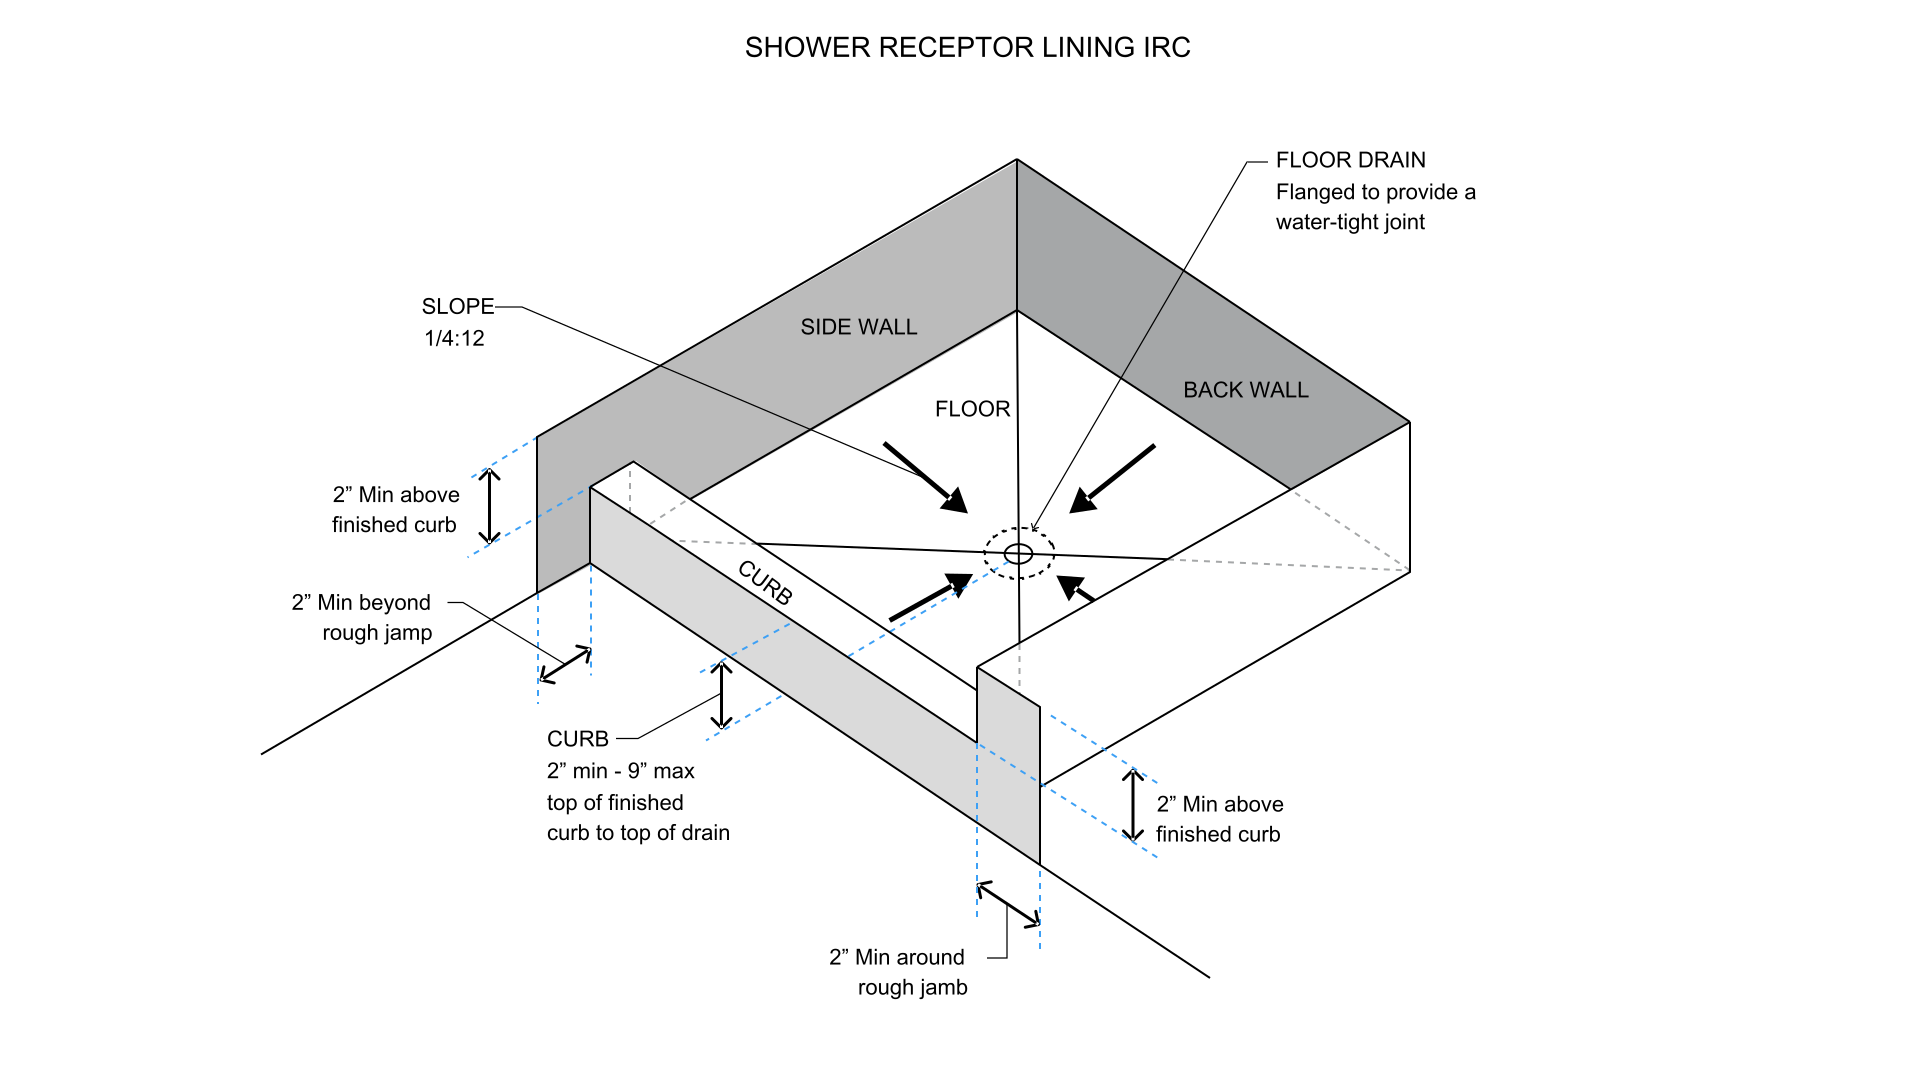 SHOWER RECEPTOR LINING IRC
FLOOR DRAIN
Flanged to provide a
water-tight joint
SLOPE
1/4:12
SIDE WALL
BACK WALL
FLOOR
2” Min above
finished curb
CURB
2” Min beyond
rough jamp
CURB
2” min - 9” max
top of finished
curb to top of drain
2” Min above
finished curb
2” Min around
rough jamb